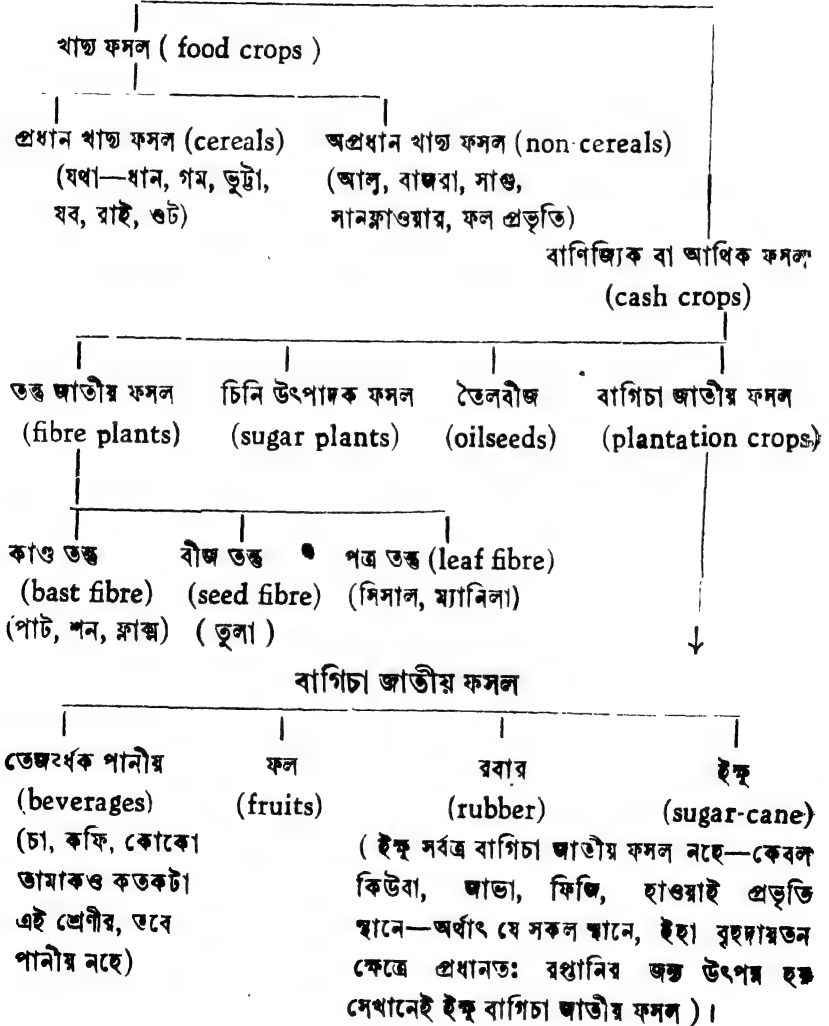 খাদ্য ফসল ( food crops )
প্রধান খাদ্য ফসল (cereals)
(যথা—ধান, গম, ভুট্টা,
যব, রাই, ওট)
অপ্রধান খাদ্য ফসল (non-cereals)
(আলু, বাজরা, সাগু,
সানফ্লাওয়ার, ফল প্রভৃতি)
বাণিজ্যিক বা আর্থিক ফসল
(cash crops)
তন্তু জাতীয় ফসল
(fibre plants)
চিনি উৎপাদক ফসল
(sugar plants)
তৈলবীজ
(oilseeds)
বাগিচা জাতীয় ফসল
(plantation crops)
কাণ্ড তন্তু
(bast fibre)
(পাট, শন, ফ্লাক্স)
বীজ তন্তু
(seed fibre)
( তুলা )
পত্র তন্তু (leaf fibre)
(সিসাল, ম্যানিলা)
বাগিচা জাতীয় ফসল
তেজবর্ধক পানীয়
(beverages)
(চা, কফি, কোকো
তামাকও কতকটা
এই শ্রেণীর, তবে
পানীয় নহে)
ফল
(fruits)
রবার
(rubber)
ইক্ষু
(sugar-cane)
( ইক্ষু সর্বত্র বাগিচা জাতীয় ফসল নহে—কেবল
কিউবা, জাভা, ফিজি, হাওয়াই প্রভৃতি
স্থানে—অর্থাৎ যে সকল স্থানে, ইহা বৃহদায়তন
ক্ষেত্রে প্রধানতঃ রপ্তানির জন্য উৎপন্ন হয়
সেখানেই ইক্ষু বাগিচা জাতীয় ফসল ) ।